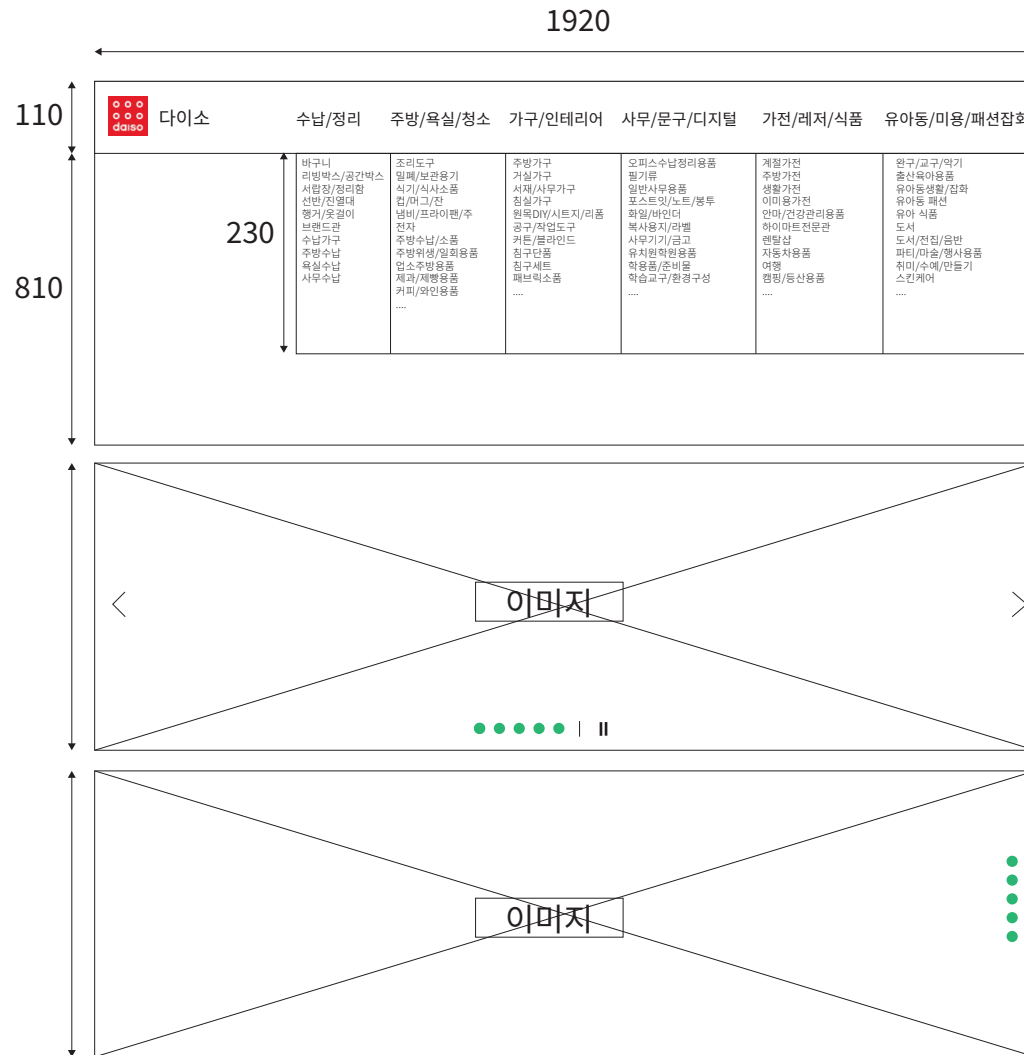 1920
110
daiso
다이소
수납/정리
주방/욕실/청소
가구/인테리어
사무/문구/디지털
가전/레저/식품
유아동/미용/패션잡화
810
230
바구니
리빙박스/공간박스
서랍장/정리함
선반/진열대
행거/옷걸이
브랜드관
수납가구
주방수납
욕실수납
사무수납
조리도구
밀폐/보관용기
식기/식사소품
컵/머그/잔
냄비/프라이팬/주
전자
주방수납/소품
주방위생/일회용품
업소주방용품
제과/제빵용품
커피/와인용품
....
주방가구
거실가구
서재/사무가구
침실가구
원목DIY/시트지/리폼
공구/작업도구
커튼/블라인드
침구단품
침구세트
패브릭소품
....
오피스수납정리용품
필기류
일반사무용품
포스트잇/노트/봉투
화일/바인더
복사용지/라벨
사무기기/금고
유치원학원용품
학용품/준비물
학습교구/환경구성
....
계절가전
주방가전
생활가전
이미용가전
안마/건강관리용품
하이마트전문관
렌탈샵
자동차용품
여행
캠핑/등산용품
....
완구/교구/악기
출산육아용품
유아동생활/잡화
유아동 패션
유아 식품
도서
도서/전집/음반
파티/마술/행사용품
취미/수예/만들기
스킨케어
....
이미지
이미지